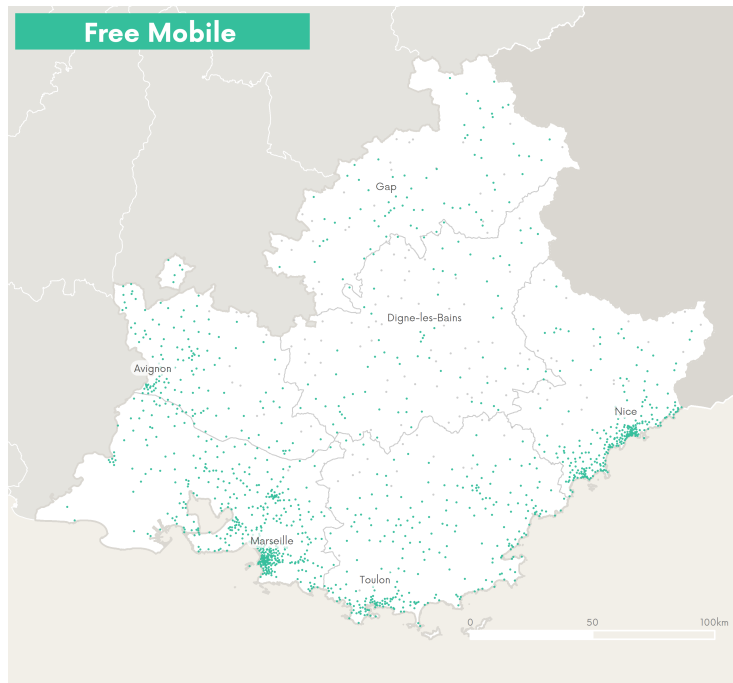 Free Mobile
Gap
Digne-les-Bains
Avignon
Nice
Marseille
Toulon
0 50 100km